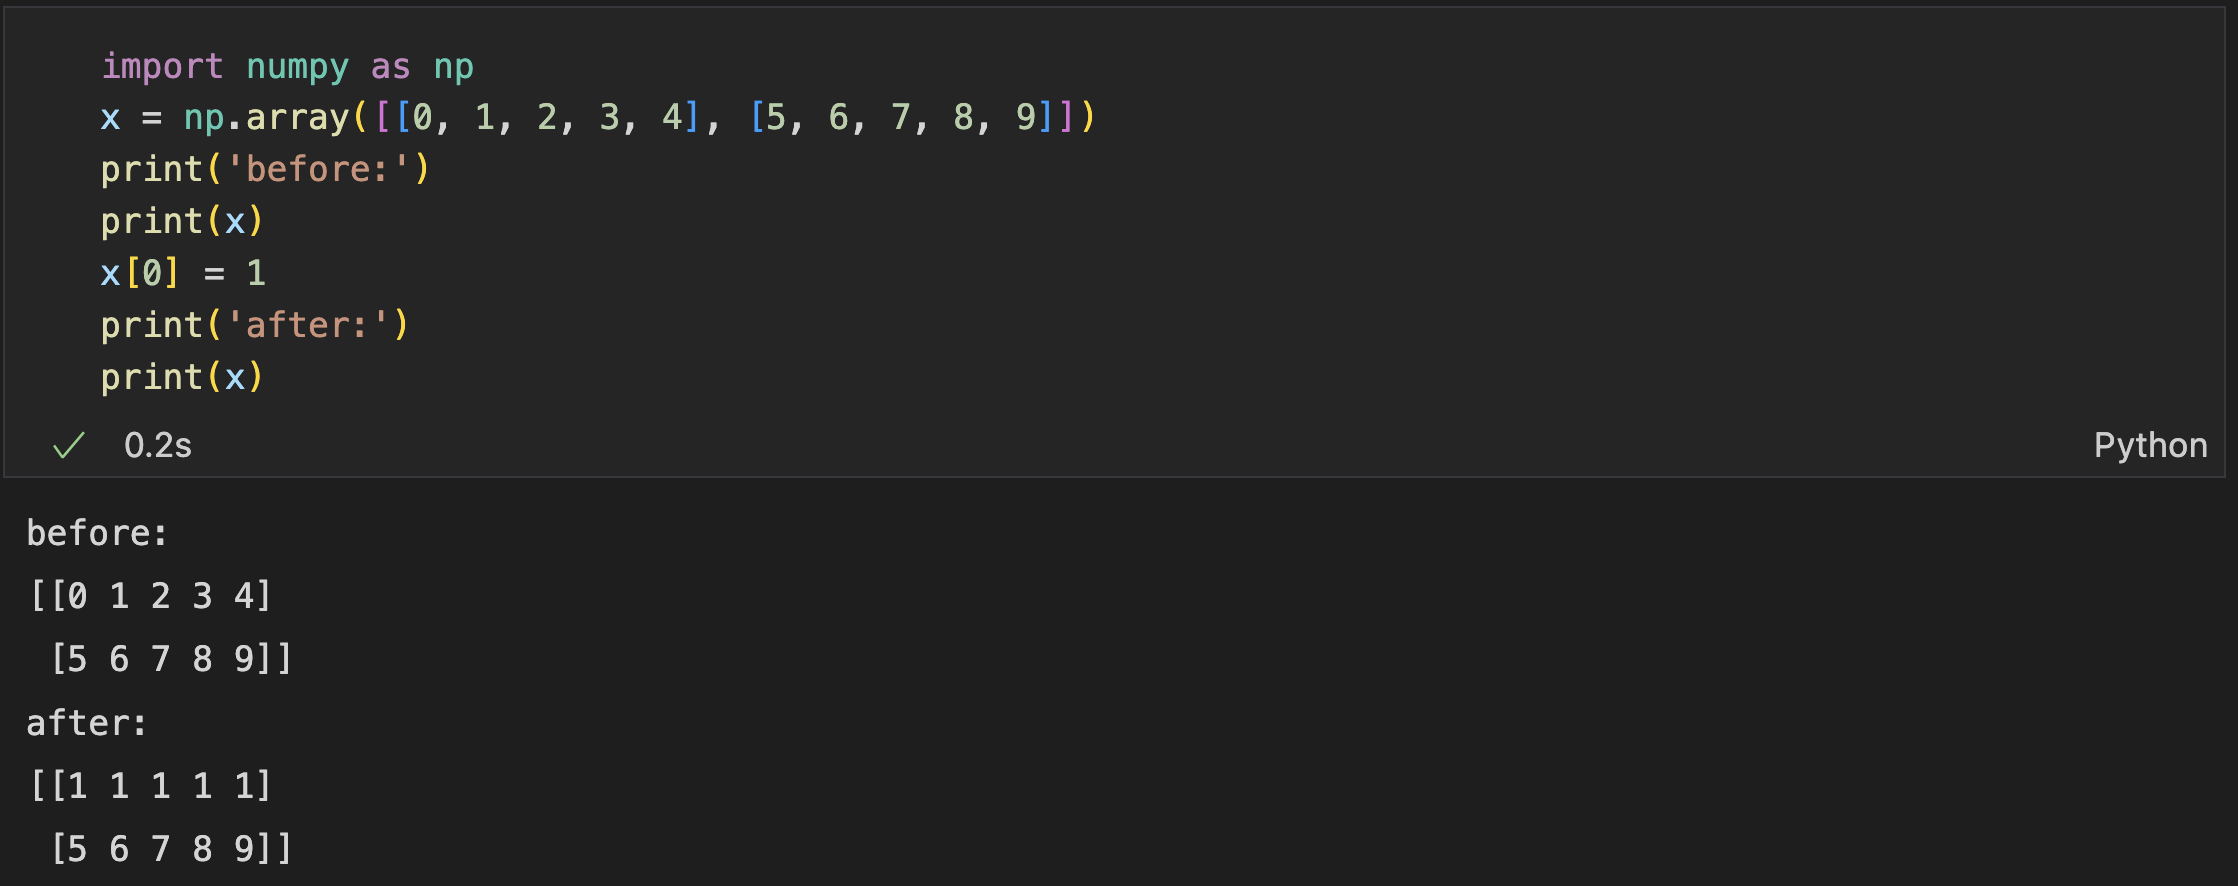 import numpy as np
x = np.array([[0, 1, 2, 3, 4], [5, 6, 7, 8, 9]])
print('before:')
print(x)
x[0] = 1
print('after:')
print(x)
0.2s
Python
before:
[[0 1 2 3 4]
 [5 6 7 8 9]]
after:
[[1 1 1 1 1]
 [5 6 7 8 9]]